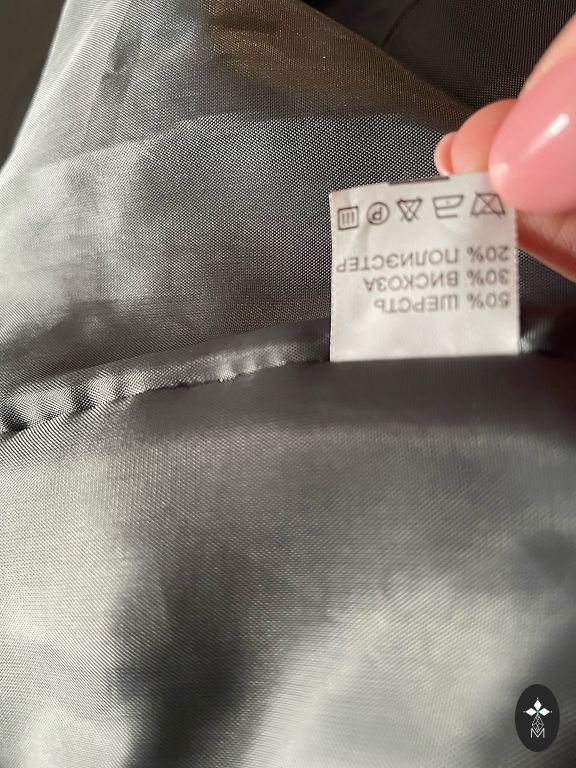 50% ШЕРСТЬ
30% ВИСКОЗА
20% ПОЛИЭСТЕР
P
M